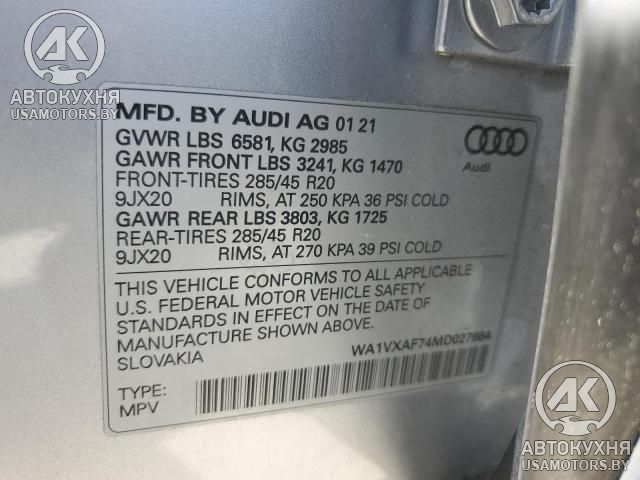 АК
АВТОКУХНЯ
USAMOTORS.BY
MFD. BY AUDI AG 01 21
GVWR LBS 6581, KG 2985
GAWR FRONT LBS 3241, KG 1470
FRONT-TIRES 285/45 R20
9JX20 RIMS, AT 250 KPA 36 PSI COLD
GAWR REAR LBS 3803, KG 1725
REAR-TIRES 285/45 R20
9JX20 RIMS, AT 270 KPA 39 PSI COLD
Audi
THIS VEHICLE CONFORMS TO ALL APPLICABLE
U.S. FEDERAL MOTOR VEHICLE SAFETY
STANDARDS IN EFFECT ON THE DATE OF
MANUFACTURE SHOWN ABOVE.
SLOVAKIA
WA1VXAF74MD027884
TYPE:
MPV
АК
АВТОКУХНЯ
USAMOTORS.BY